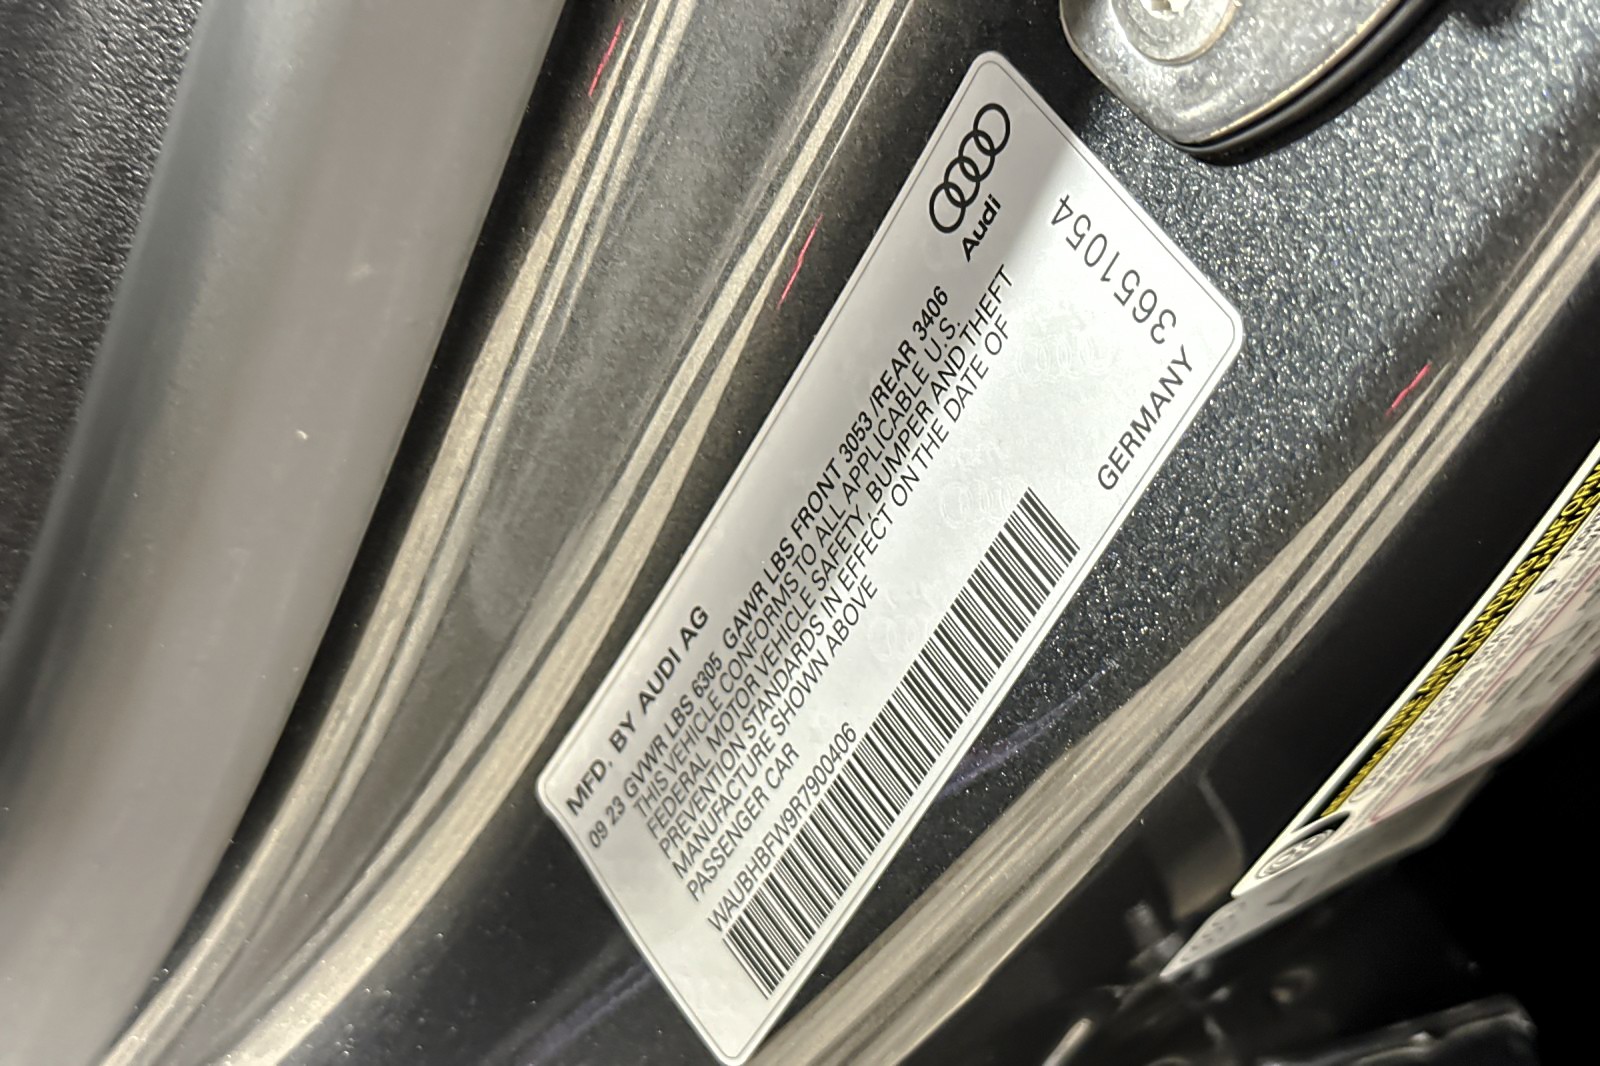 Audi
3651054
MFD. BY AUDI AG
09 23 GVWR LBS 6305 GAWR LBS FRONT 3053 /REAR 3406
THIS VEHICLE CONFORMS TO ALL APPLICABLE U.S.
FEDERAL MOTOR VEHICLE SAFETY, BUMPER AND THEFT
PREVENTION STANDARDS IN EFFECT ON THE DATE OF
MANUFACTURE SHOWN ABOVE
PASSENGER CAR
GERMANY
WAUBHBFW9R7900406
AND LOADING